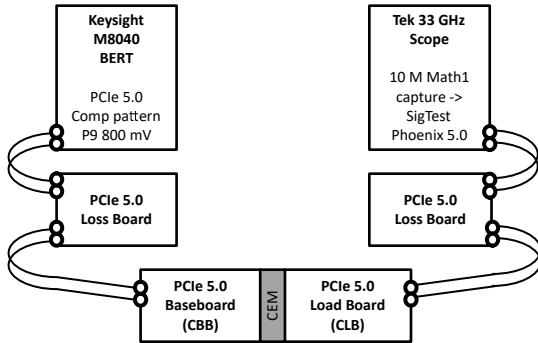 Keysight
M8040
BERT
PCIe 5.0
Comp pattern
P9 800 mV
Tek 33 GHz
Scope
10 M Math1
capture ->
SigTest
Phoenix 5.0
PCIe 5.0
Loss Board
PCIe 5.0
Loss Board
PCIe 5.0
Baseboard
(CBB)
CEM
PCIe 5.0
Load Board
(CLB)